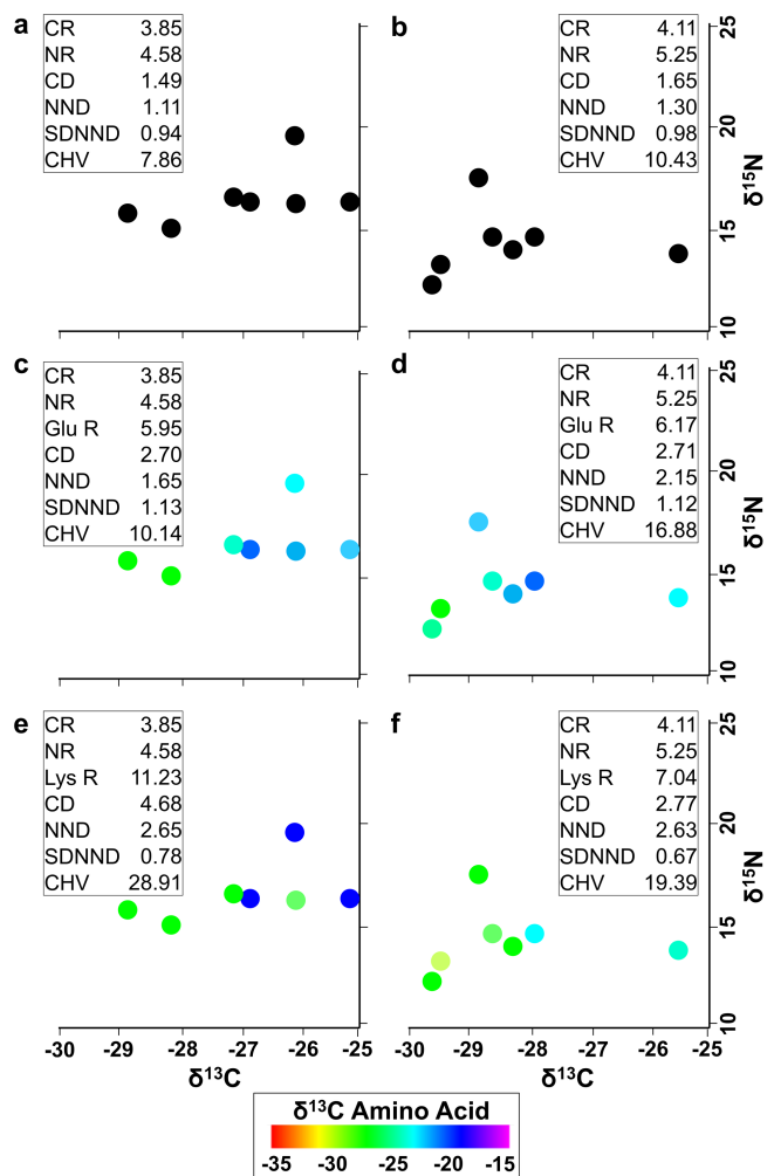 a
CR 3.85
NR 4.58
CD 1.49
NND 1.11
SDNND 0.94
CHV 7.86
b
CR 4.11
NR 5.25
CD 1.65
NND 1.30
SDNND 0.98
CHV 10.43
25
20
15
10
δ15N
c
CR 3.85
NR 4.58
Glu R 5.95
CD 2.70
NND 1.65
SDNND 1.13
CHV 10.14
d
CR 4.11
NR 5.25
Glu R 6.17
CD 2.71
NND 2.15
SDNND 1.12
CHV 16.88
25
20
15
10
δ15N
e
CR 3.85
NR 4.58
Lys R 11.23
CD 4.68
NND 2.65
SDNND 0.78
CHV 28.91
f
CR 4.11
NR 5.25
Lys R 7.04
CD 2.77
NND 2.63
SDNND 0.67
CHV 19.39
25
20
15
10
δ15N
-30 -29 -28 -27 -26 -25
δ13C
-30 -29 -28 -27 -26 -25
δ13C
δ13C Amino Acid
-35 -30 -25 -20 -15